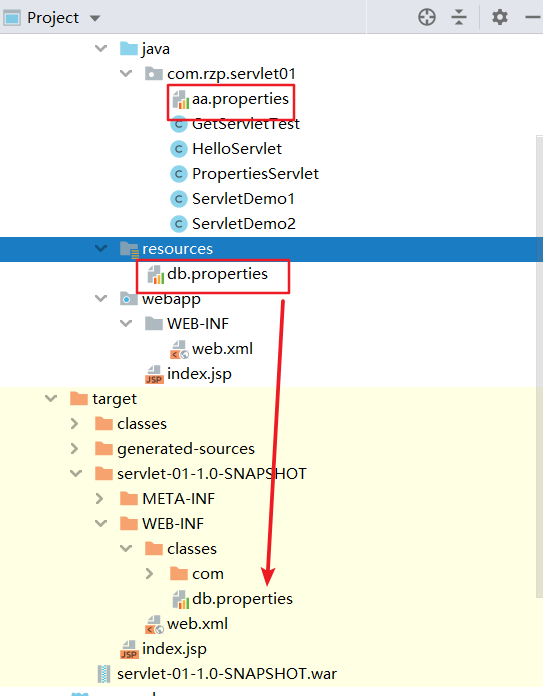 Project
java
com.rzp.servlet01
aa.properties
GetServletTest
HelloServlet
PropertiesServlet
ServletDemo1
ServletDemo2
resources
db.properties
webapp
WEB-INF
web.xml
index.jsp
target
classes
generated-sources
servlet-01-1.0-SNAPSHOT
META-INF
WEB-INF
classes
com
db.properties
web.xml
index.jsp
servlet-01-1.0-SNAPSHOT.war